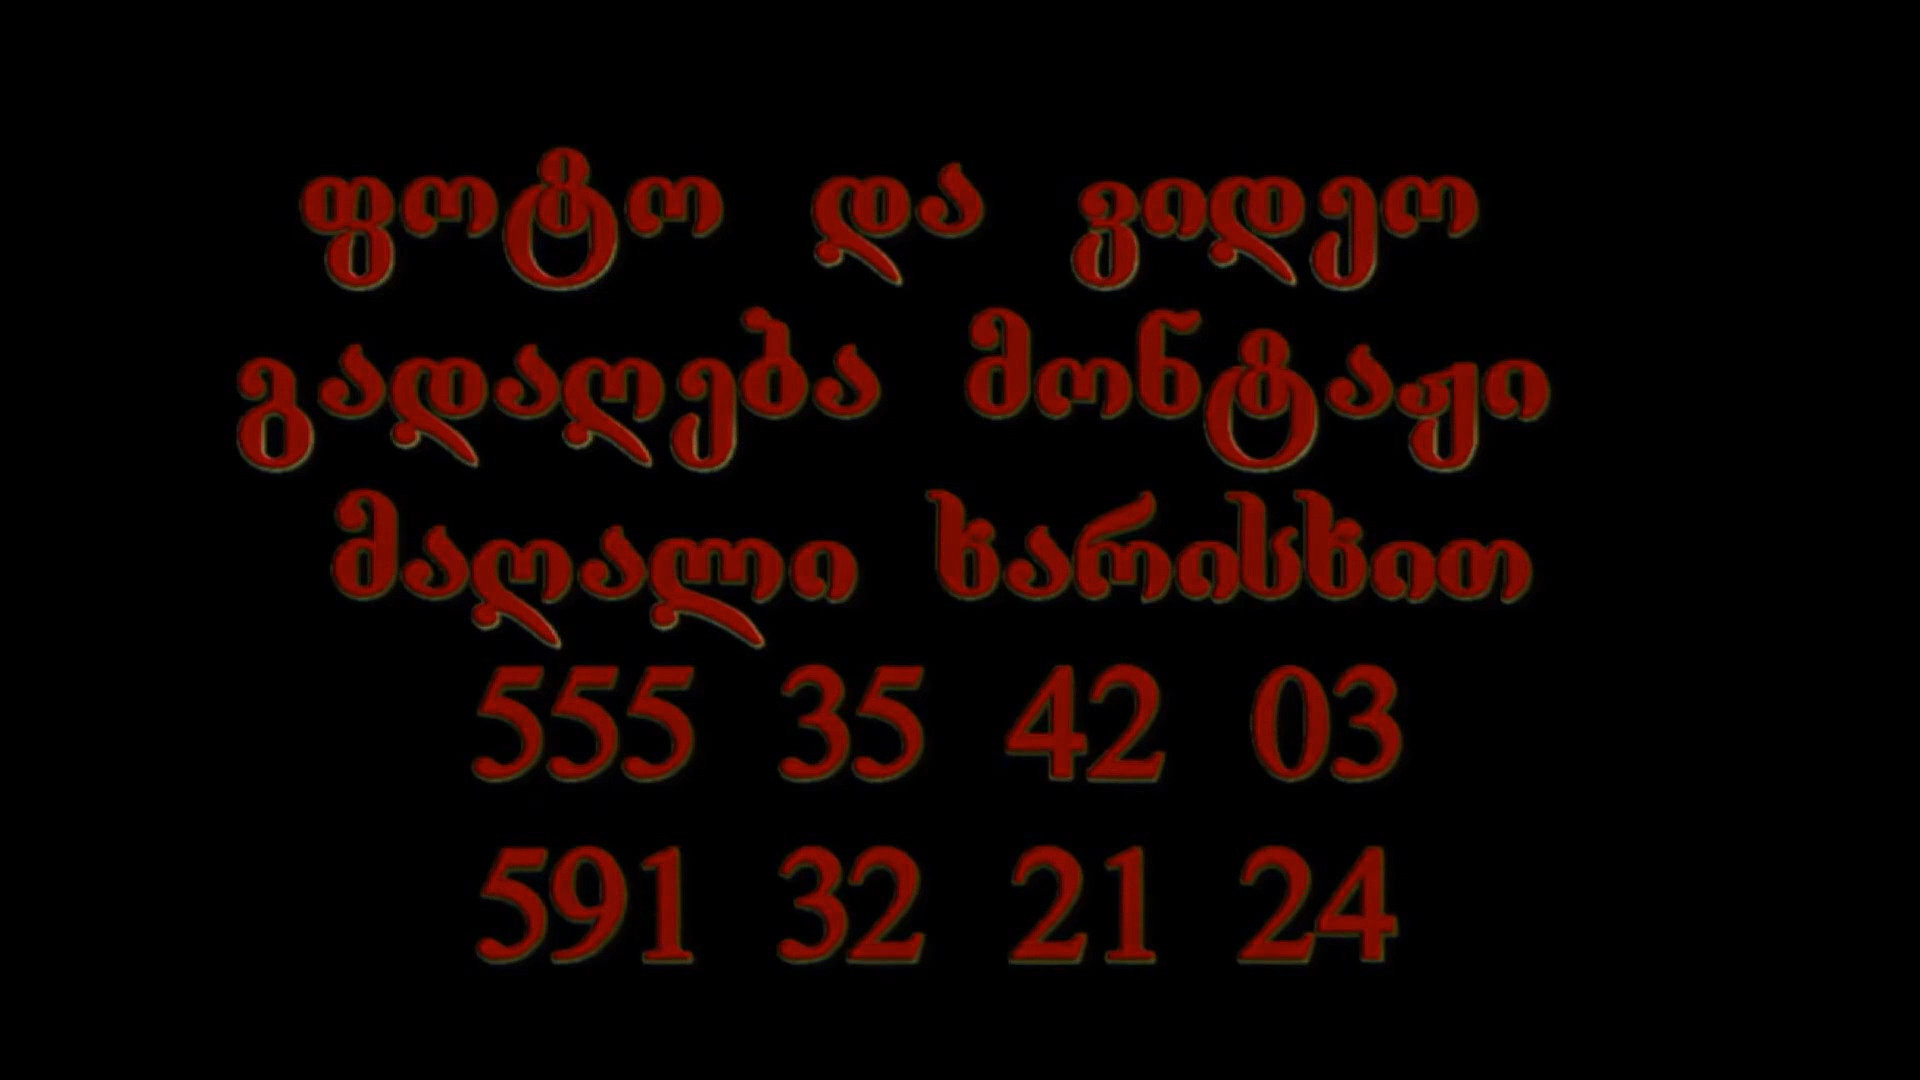 ფოტო და ვიდეო
გადაღება მონტაჟი
მაღალი ხარისხით
555 35 42 03
591 32 21 24